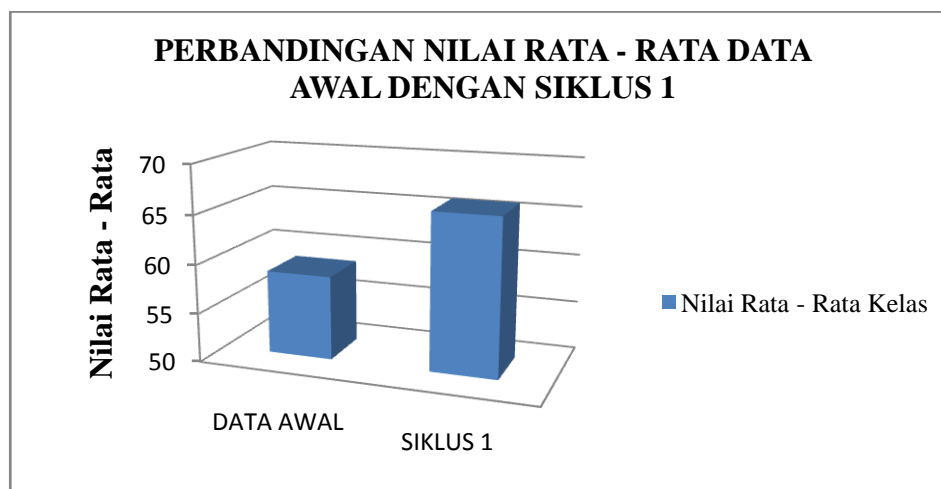 PERBANDINGAN NILAI RATA - RATA DATA
AWAL DENGAN SIKLUS 1
Nilai Rata - Rata
70
65
60
55
50
DATA AWAL
SIKLUS 1
Nilai Rata - Rata Kelas